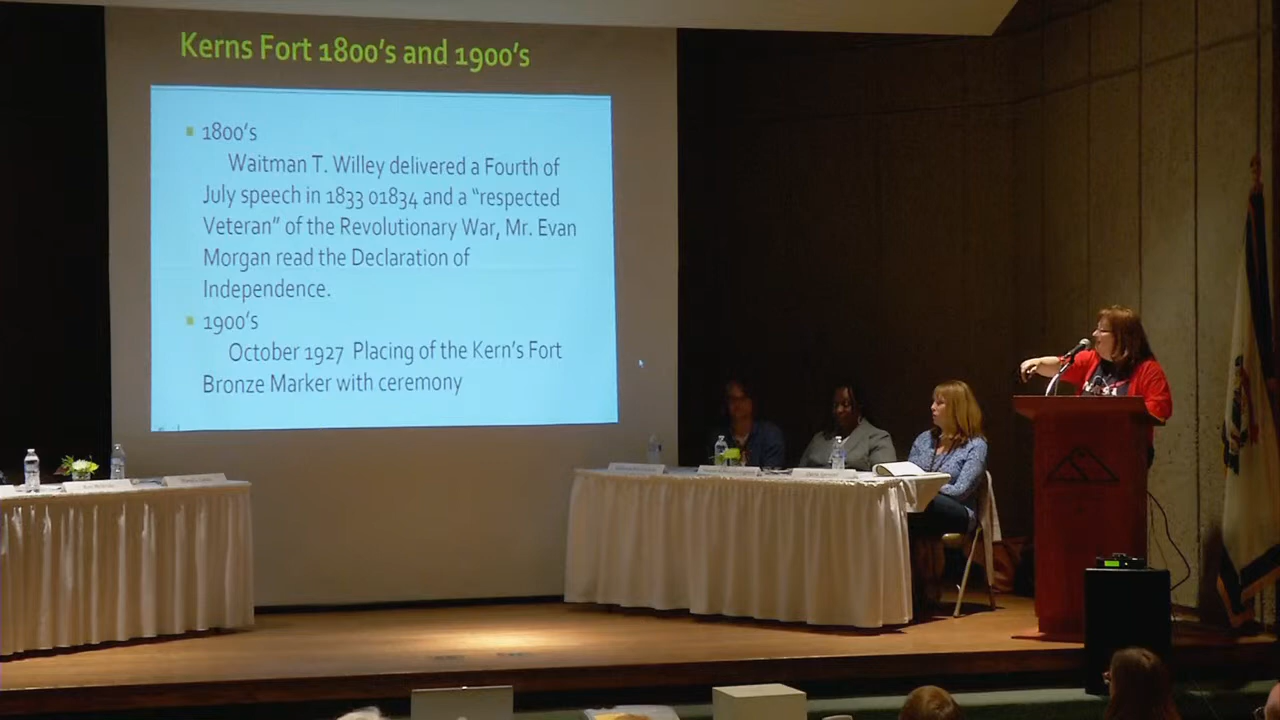 Kerns Fort 1800's and 1900's
1800's
Waitman T. Willey delivered a Fourth of
July speech in 1833 01834 and a "respected
Veteran" of the Revolutionary War, Mr. Evan
Morgan read the Declaration of
Independence.
1900's
October 1927 Placing of the Kern's Fort
Bronze Marker with ceremony